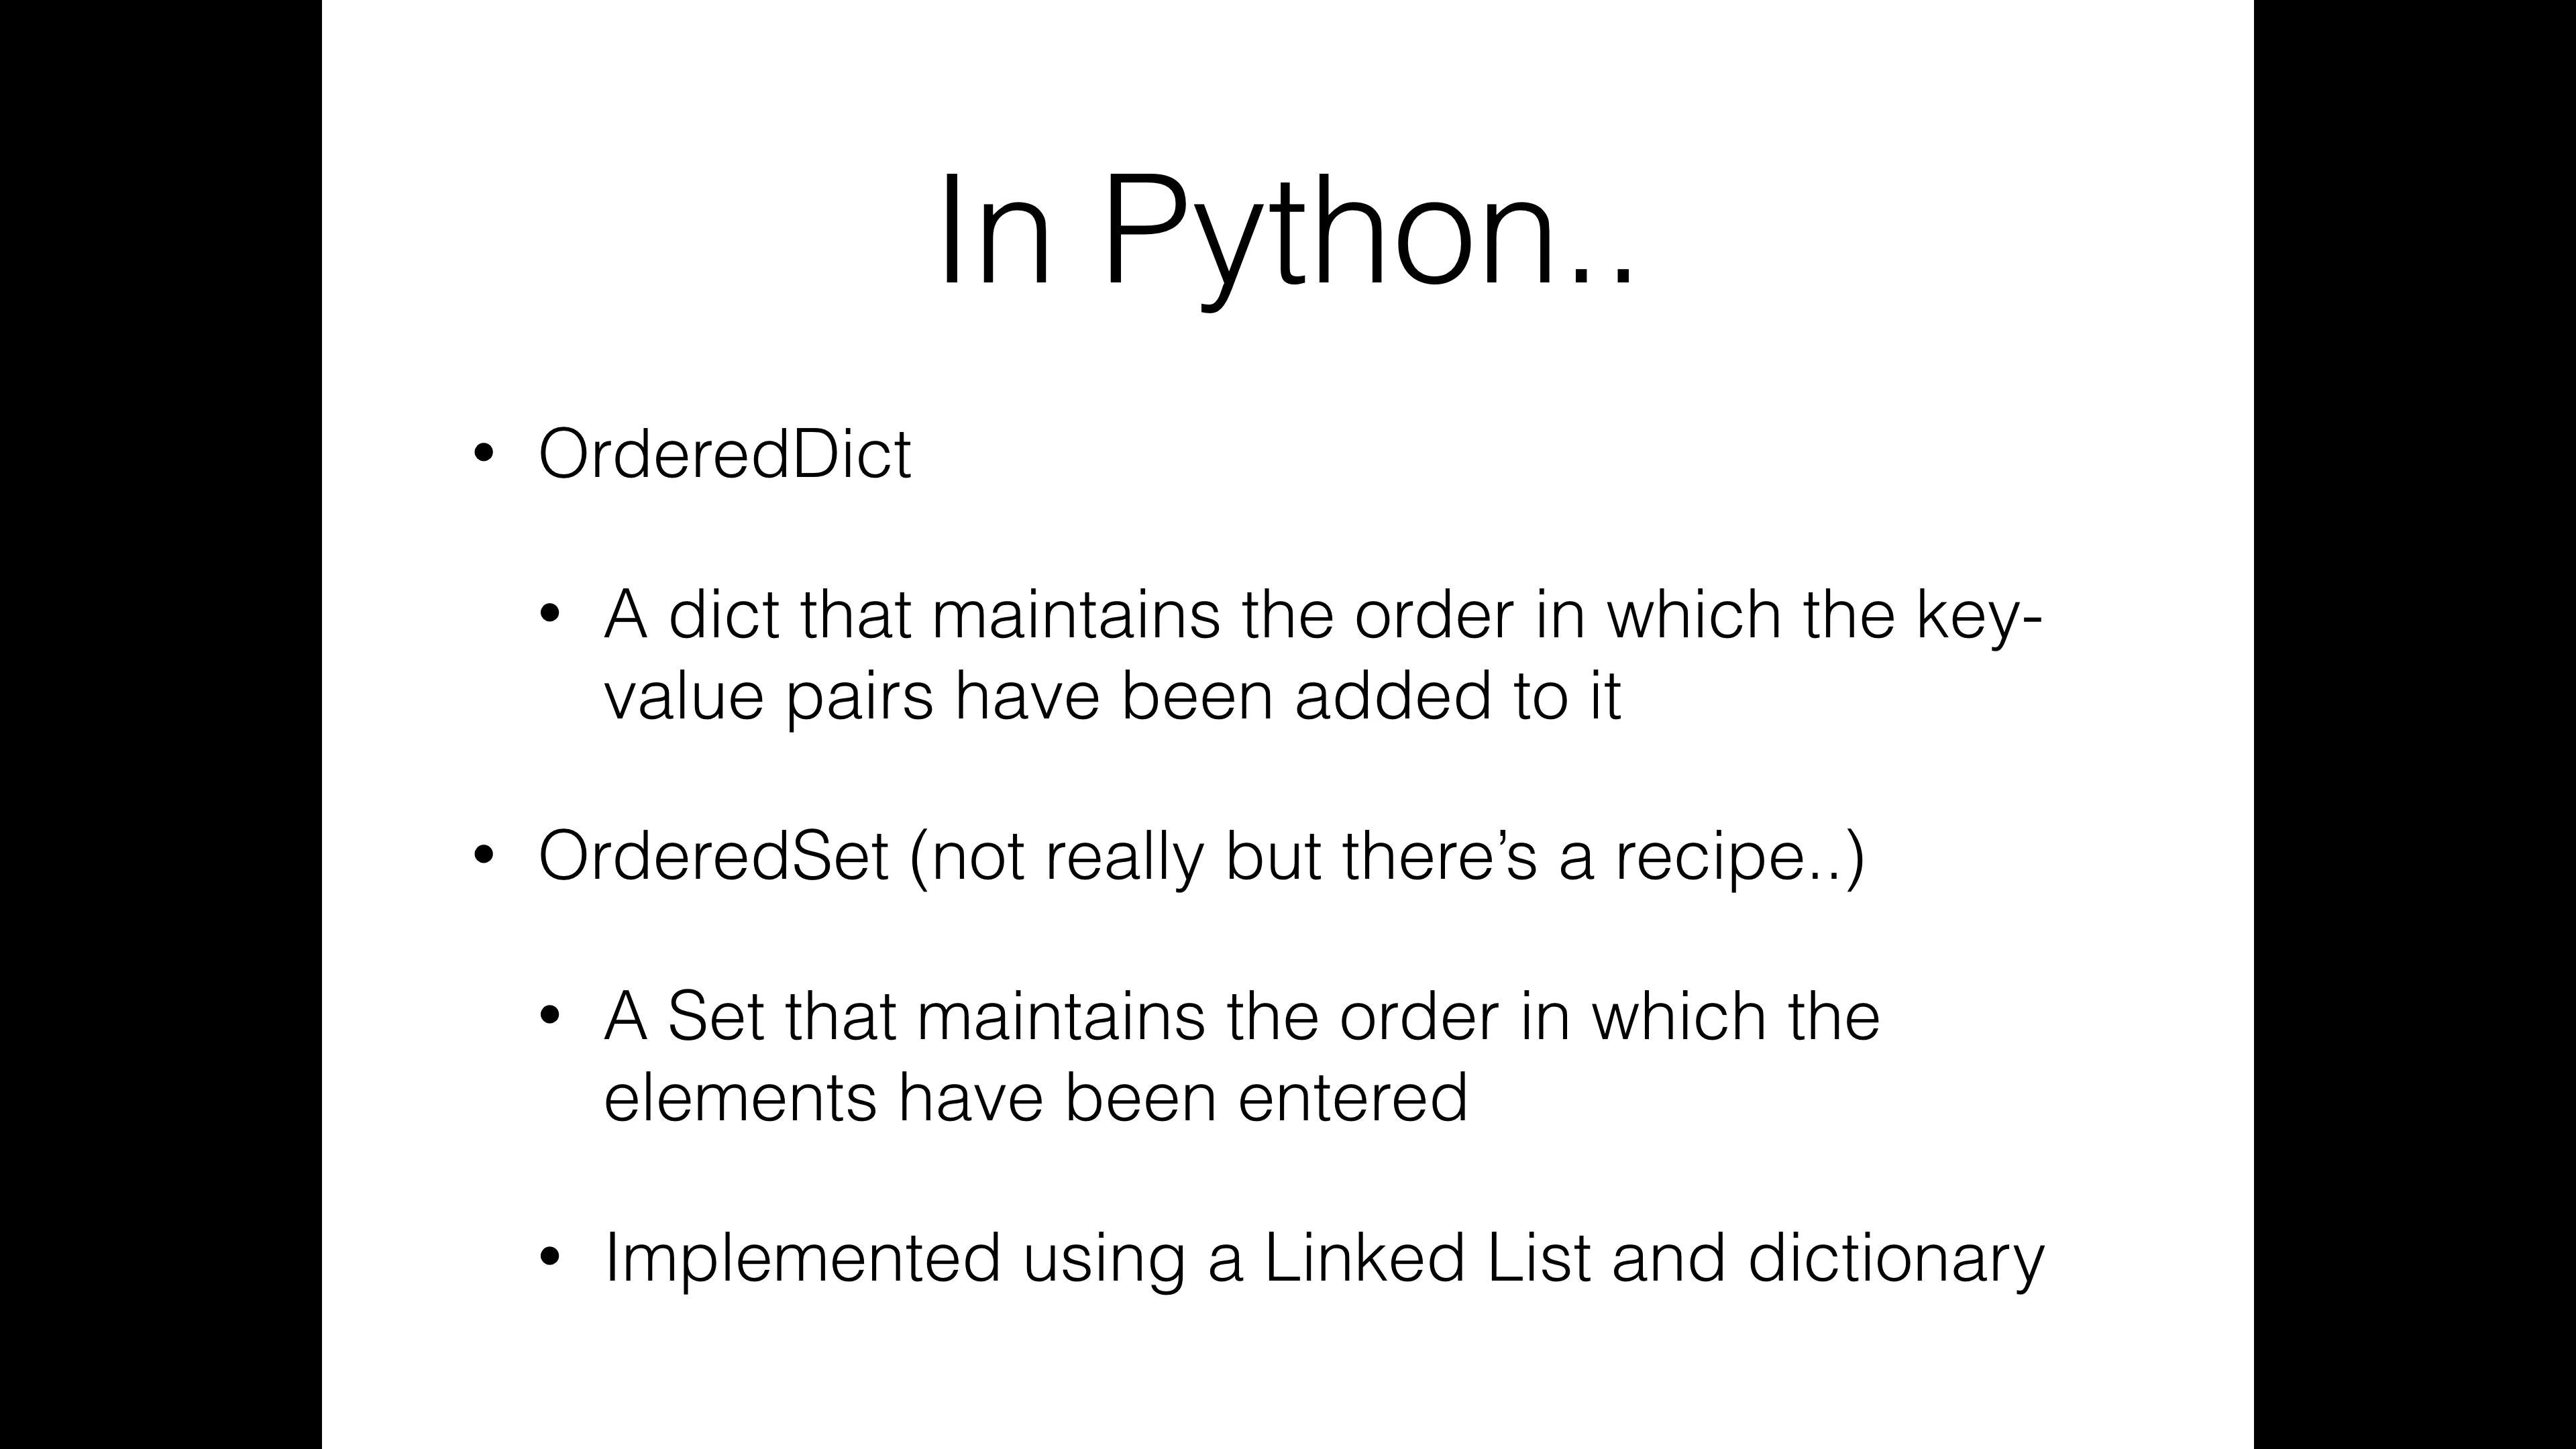 In Python..
• OrderedDict
• A dict that maintains the order in which the key-
value pairs have been added to it
• OrderedSet (not really but there’s a recipe..)
• A Set that maintains the order in which the
elements have been entered
• Implemented using a Linked List and dictionary